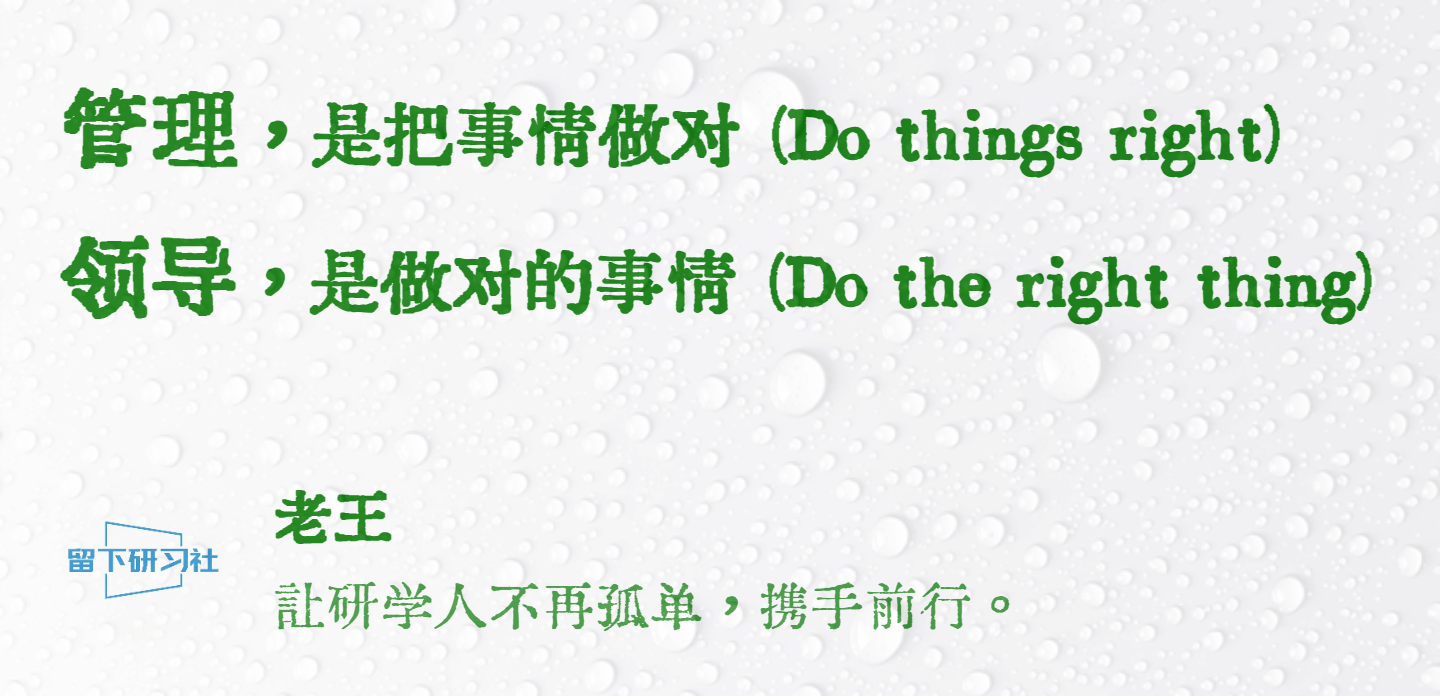 管理，是把事情做对 (Do things right)
领导，是做对的事情 (Do the right thing)
老王
留下研习社
訨研学人不再孤单，携手前行。